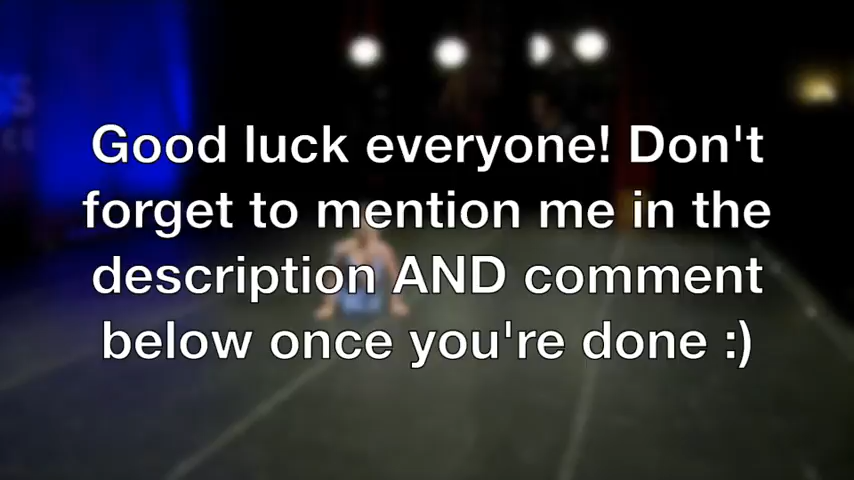 Good luck everyone! Don't
forget to mention me in the
description AND comment
below once you're done :)